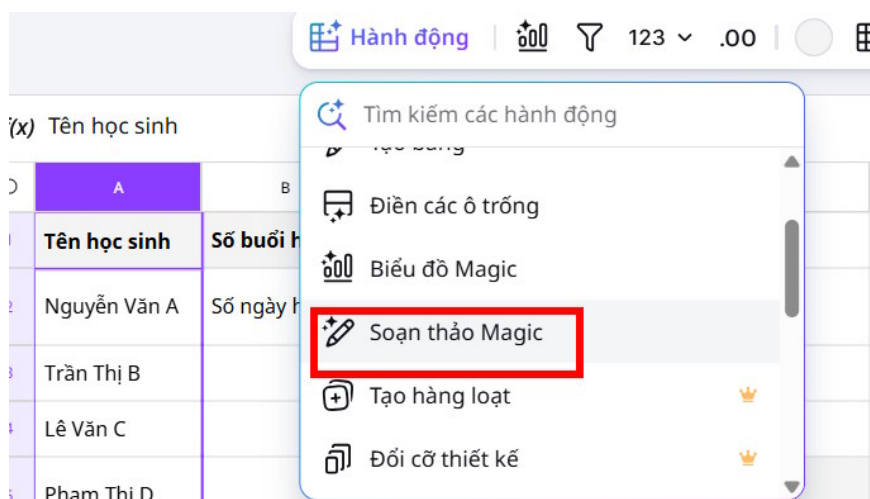 Hành động 123 .00
Tìm kiếm các hành động
f(x) Tên học sinh
A B
Điền các ô trống
Tên học sinh Số buổi
Biểu đồ Magic
Nguyễn Văn A Số ngày
Soạn thảo Magic
Trần Thị B
Tạo hàng loạt
Lê Văn C
Đổi cỡ thiết kế
Phạm Thị D